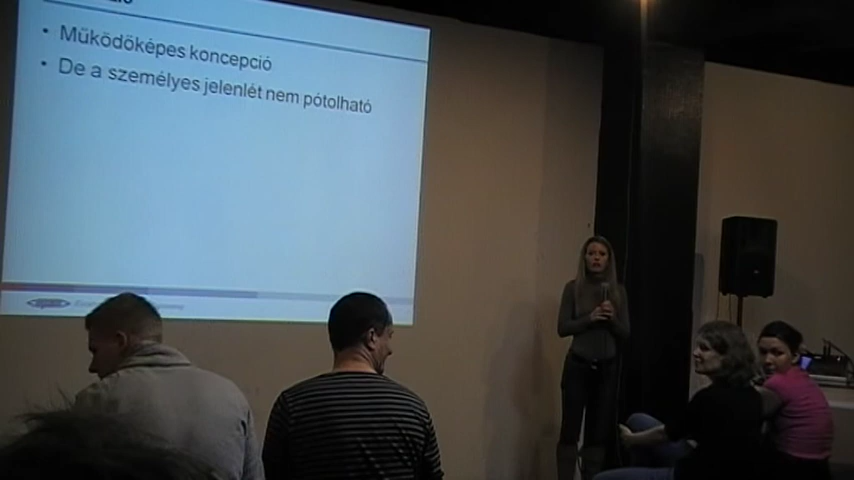 • Működőképes koncepció
• De a személyes jelenlét nem pótolható